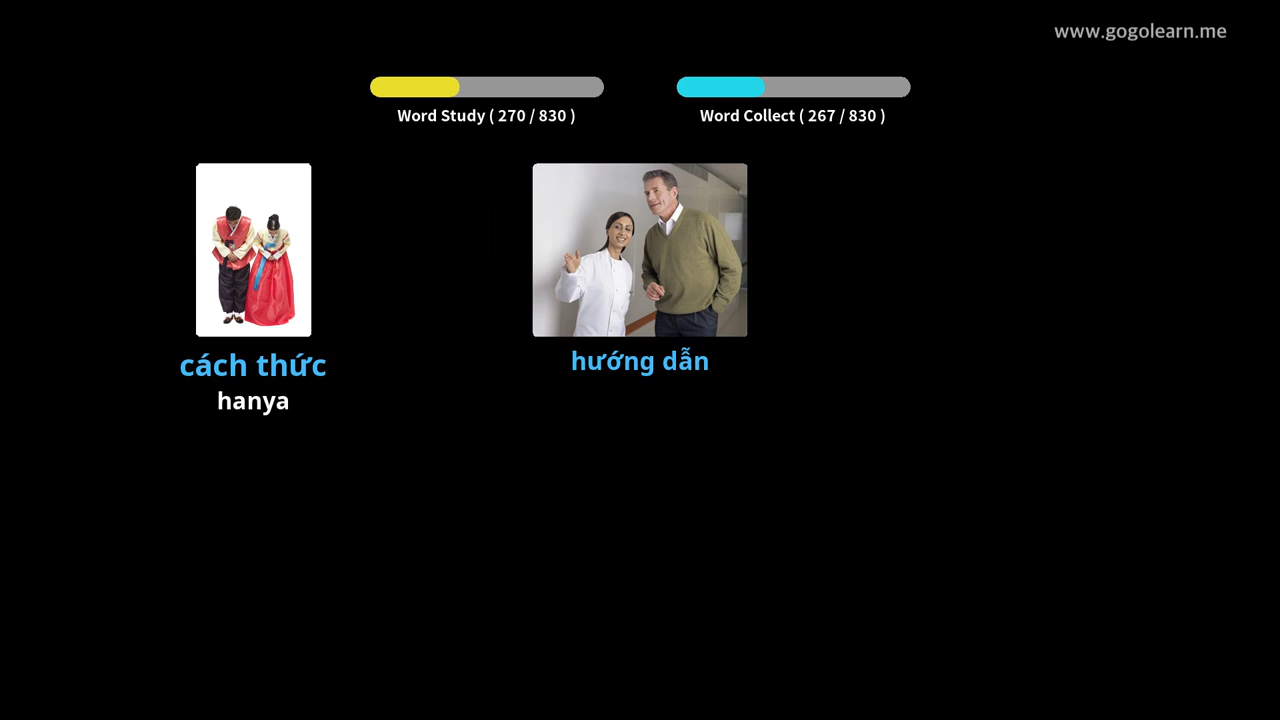 www.gogolearn.me
Word Study ( 270 / 830 )
Word Collect ( 267 / 830 )
cách thức
hanya
hướng dẫn